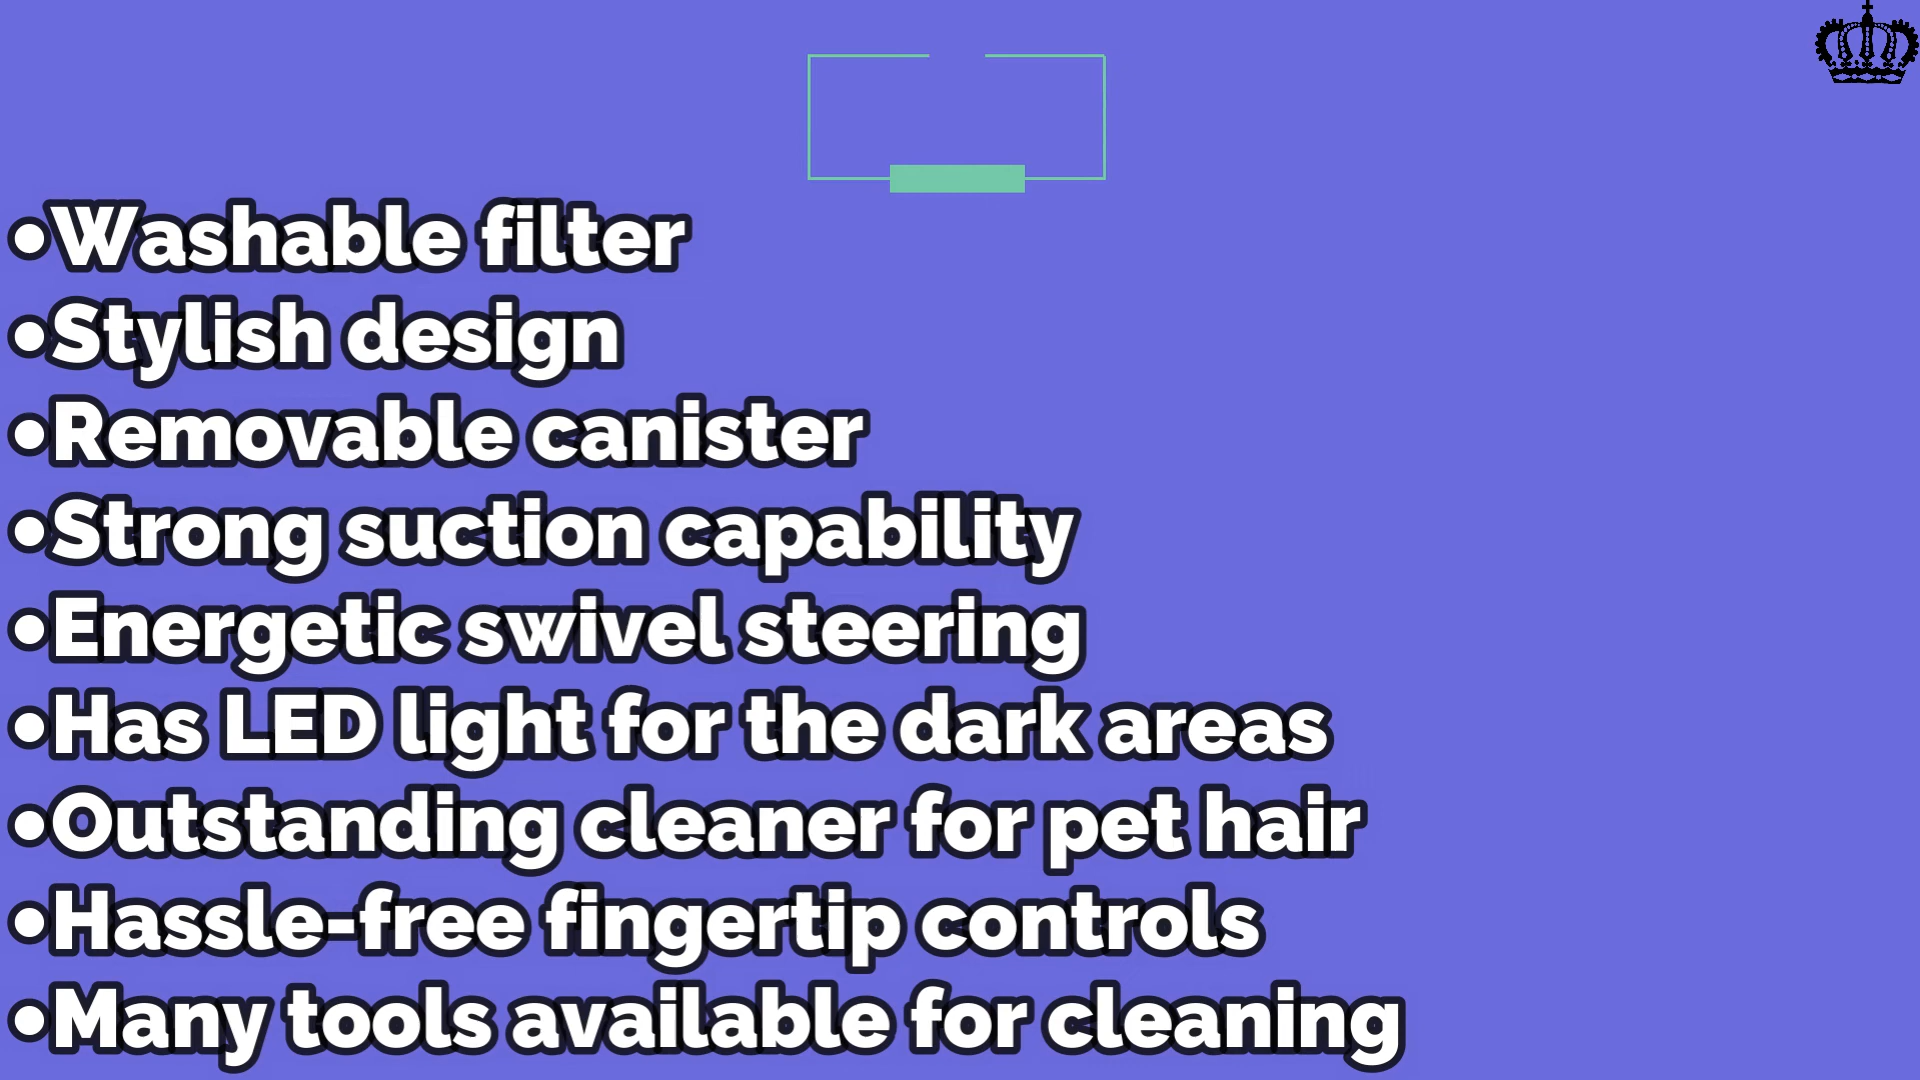 •Washable filter
•Stylish design
•Removable canister
•Strong suction capability
•Energetic swivel steering
•Has LED light for the dark areas
•Outstanding cleaner for pet hair
•Hassle-free fingertip controls
•Many tools available for cleaning